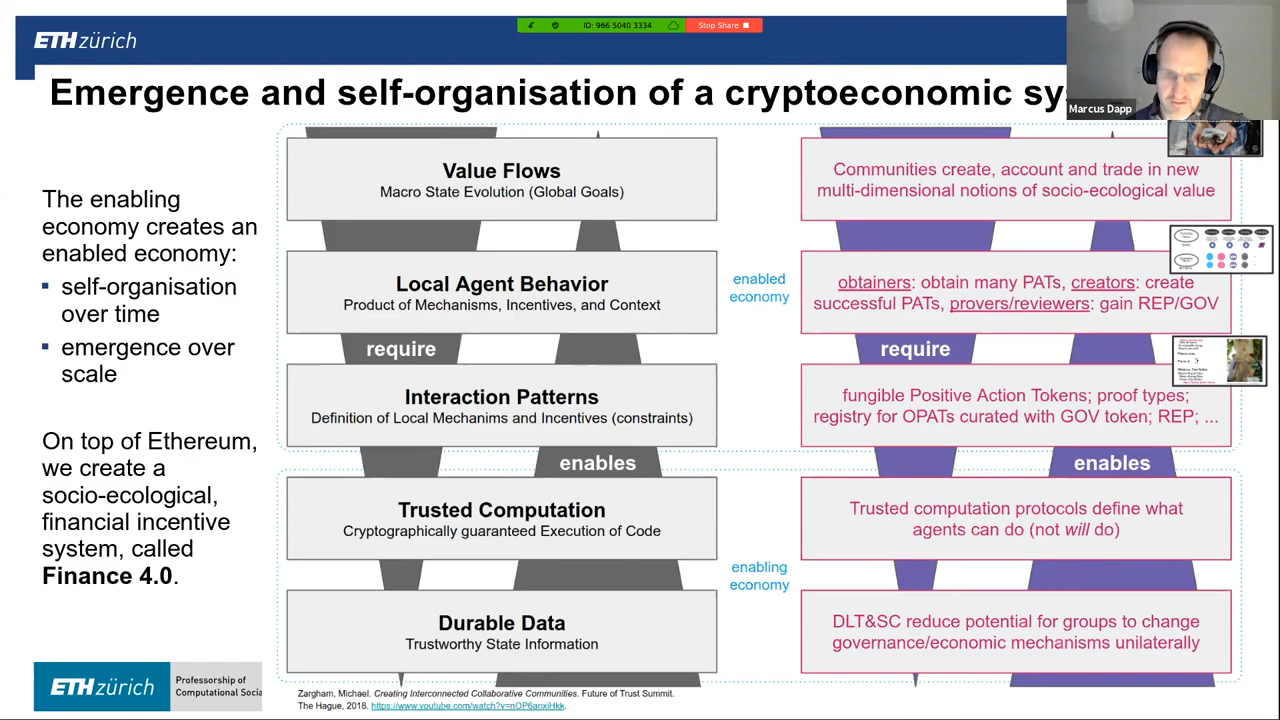 ID: 966 5040 3334
Stop Share
ETH zürich
Marcus Dapp
Emergence and self-organisation of a cryptoeconomic sy
The enabling
economy creates an
enabled economy:
self-organisation
over time
emergence over
scale
On top of Ethereum,
we create a
socio-ecological,
financial incentive
system, called
Finance 4.0.
Value Flows
Macro State Evolution (Global Goals)
Local Agent Behavior
Product of Mechanisms, Incentives, and Context
require
Interaction Patterns
Definition of Local Mechanims and Incentives (constraints)
enables
Trusted Computation
Cryptographically guaranteed Execution of Code
Durable Data
Trustworthy State Information
enabled
economy
enabling
economy
Communities create, account and trade in new
multi-dimensional notions of socio-ecological value
obtainers: obtain many PATs, creators: create
successful PATs, provers/reviewers: gain REP/GOV
require
fungible Positive Action Tokens; proof types;
registry for OPATs curated with GOV token; REP; ...
enables
Trusted computation protocols define what
agents can do (not will do)
DLT&SC reduce potential for groups to change
governance/economic mechanisms unilaterally
ETH zürich
Professorship of
Computational Socia
Zargham, Michael. Creating Interconnected Collaborative Communities. Future of Trust Summit.
The Hague, 2018. https://www.youtube.com/watch?v=nOP6anxiHkk.